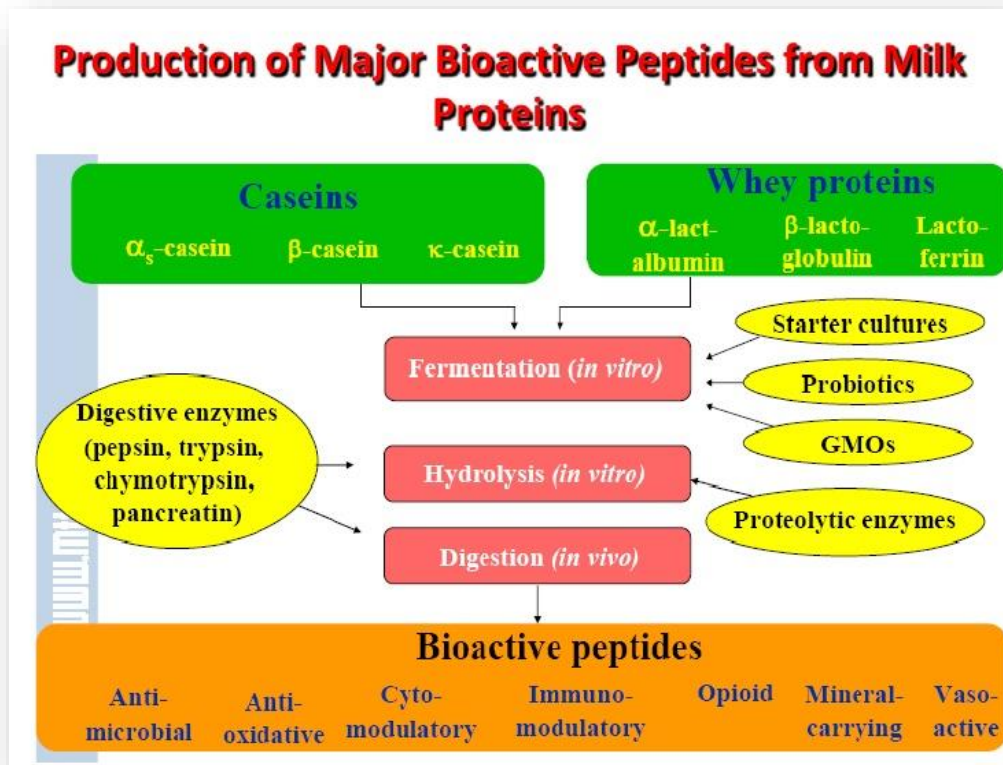 Production of Major Bioactive Peptides from Milk
Proteins
Caseins
αs-casein β-casein κ-casein
Whey proteins
α-lact-
albumin
β-lacto-
globulin
Lacto-
ferrin
Starter cultures
Fermentation (in vitro)
Probiotics
GMOs
Digestive enzymes
(pepsin, trypsin,
chymotrypsin,
pancreatin)
Hydrolysis (in vitro)
Proteolytic enzymes
Digestion (in vivo)
Bioactive peptides
Anti-
microbial
Anti-
oxidative
Cyto-
modulatory
Immuno-
modulatory
Opioid
Mineral-
carrying
Vaso-
active